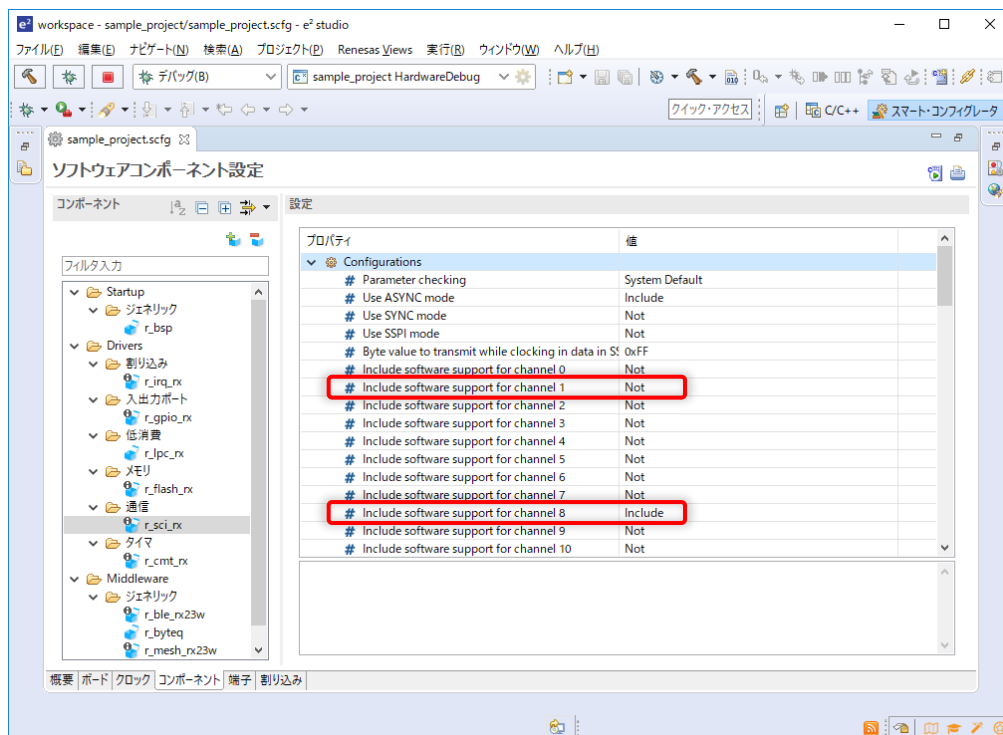 workspace - sample_project/sample_project.scfg - e² studio
ファイル(F) 編集(E) ナビゲート(N) 検索(A) プロジェクト(P) Renesas Views 実行(R) ウィンドウ(W) ヘルプ(H)
デバッグ(B) sample_project HardwareDebug
クイック・アクセス C/C++ スマート・コンフィグレータ
sample_project.scfg
ソフトウェアコンポーネント設定
コンポーネント
フィルタ入力
Startup
ジェネリック
r_bsp
Drivers
割り込み
r_irq_rx
入出力ポート
r_gpio_rx
低消費
r_lpc_rx
メモリ
r_flash_rx
通信
r_sci_rx
タイマ
r_cmt_rx
Middleware
ジェネリック
r_ble_rx23w
r_byteq
r_mesh_rx23w
設定
プロパティ 値
Configurations
# Parameter checking System Default
# Use ASYNC mode Include
# Use SYNC mode Not
# Use SSPI mode Not
# Byte value to transmit while clocking in data in SS 0xFF
# Include software support for channel 0 Not
# Include software support for channel 1 Not
# Include software support for channel 2 Not
# Include software support for channel 3 Not
# Include software support for channel 4 Not
# Include software support for channel 5 Not
# Include software support for channel 6 Not
# Include software support for channel 7 Not
# Include software support for channel 8 Include
# Include software support for channel 9 Not
# Include software support for channel 10 Not
概要 ボード クロック コンポーネント 端子 割り込み